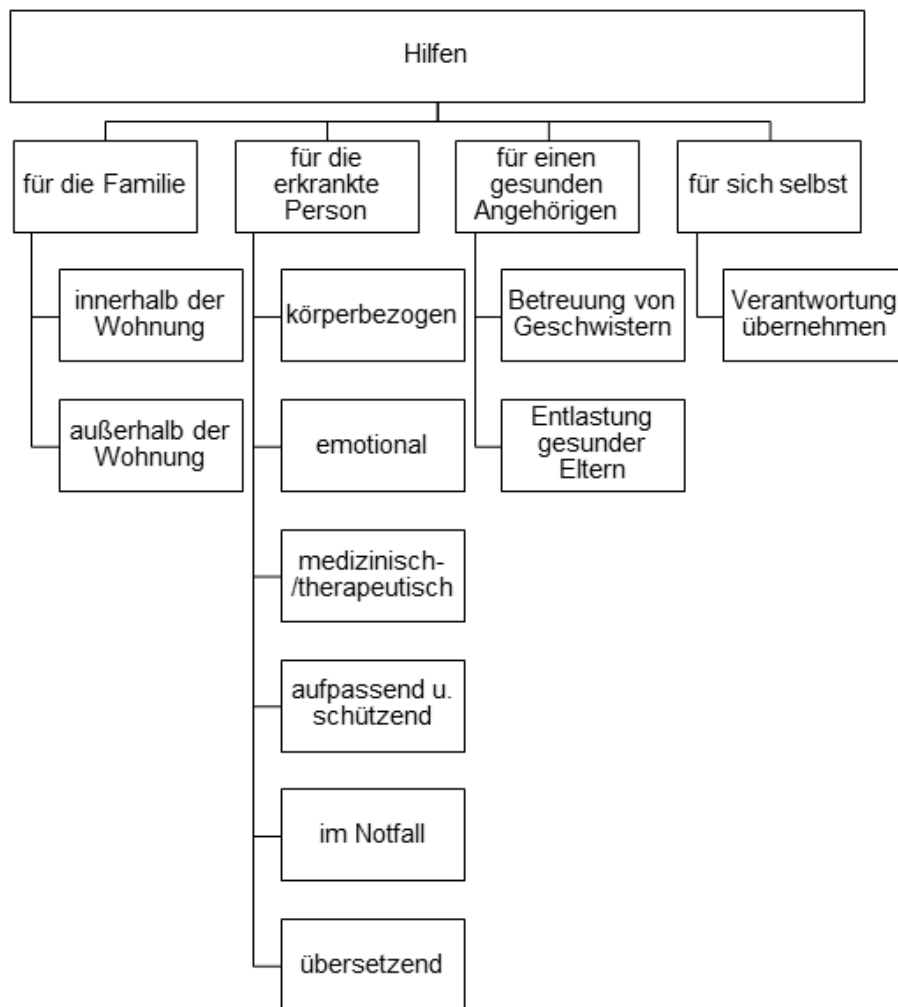 Hilfen
für die Familie
für die
erkrankte
Person
für einen
gesunden
Angehörigen
für sich selbst
innerhalb der
Wohnung
außerhalb der
Wohnung
körperbezogen
emotional
medizinisch-
/therapeutisch
aufpassend u.
schützend
im Notfall
übersetzend
Betreuung von
Geschwistern
Entlastung
gesunder
Eltern
Verantwortung
übernehmen